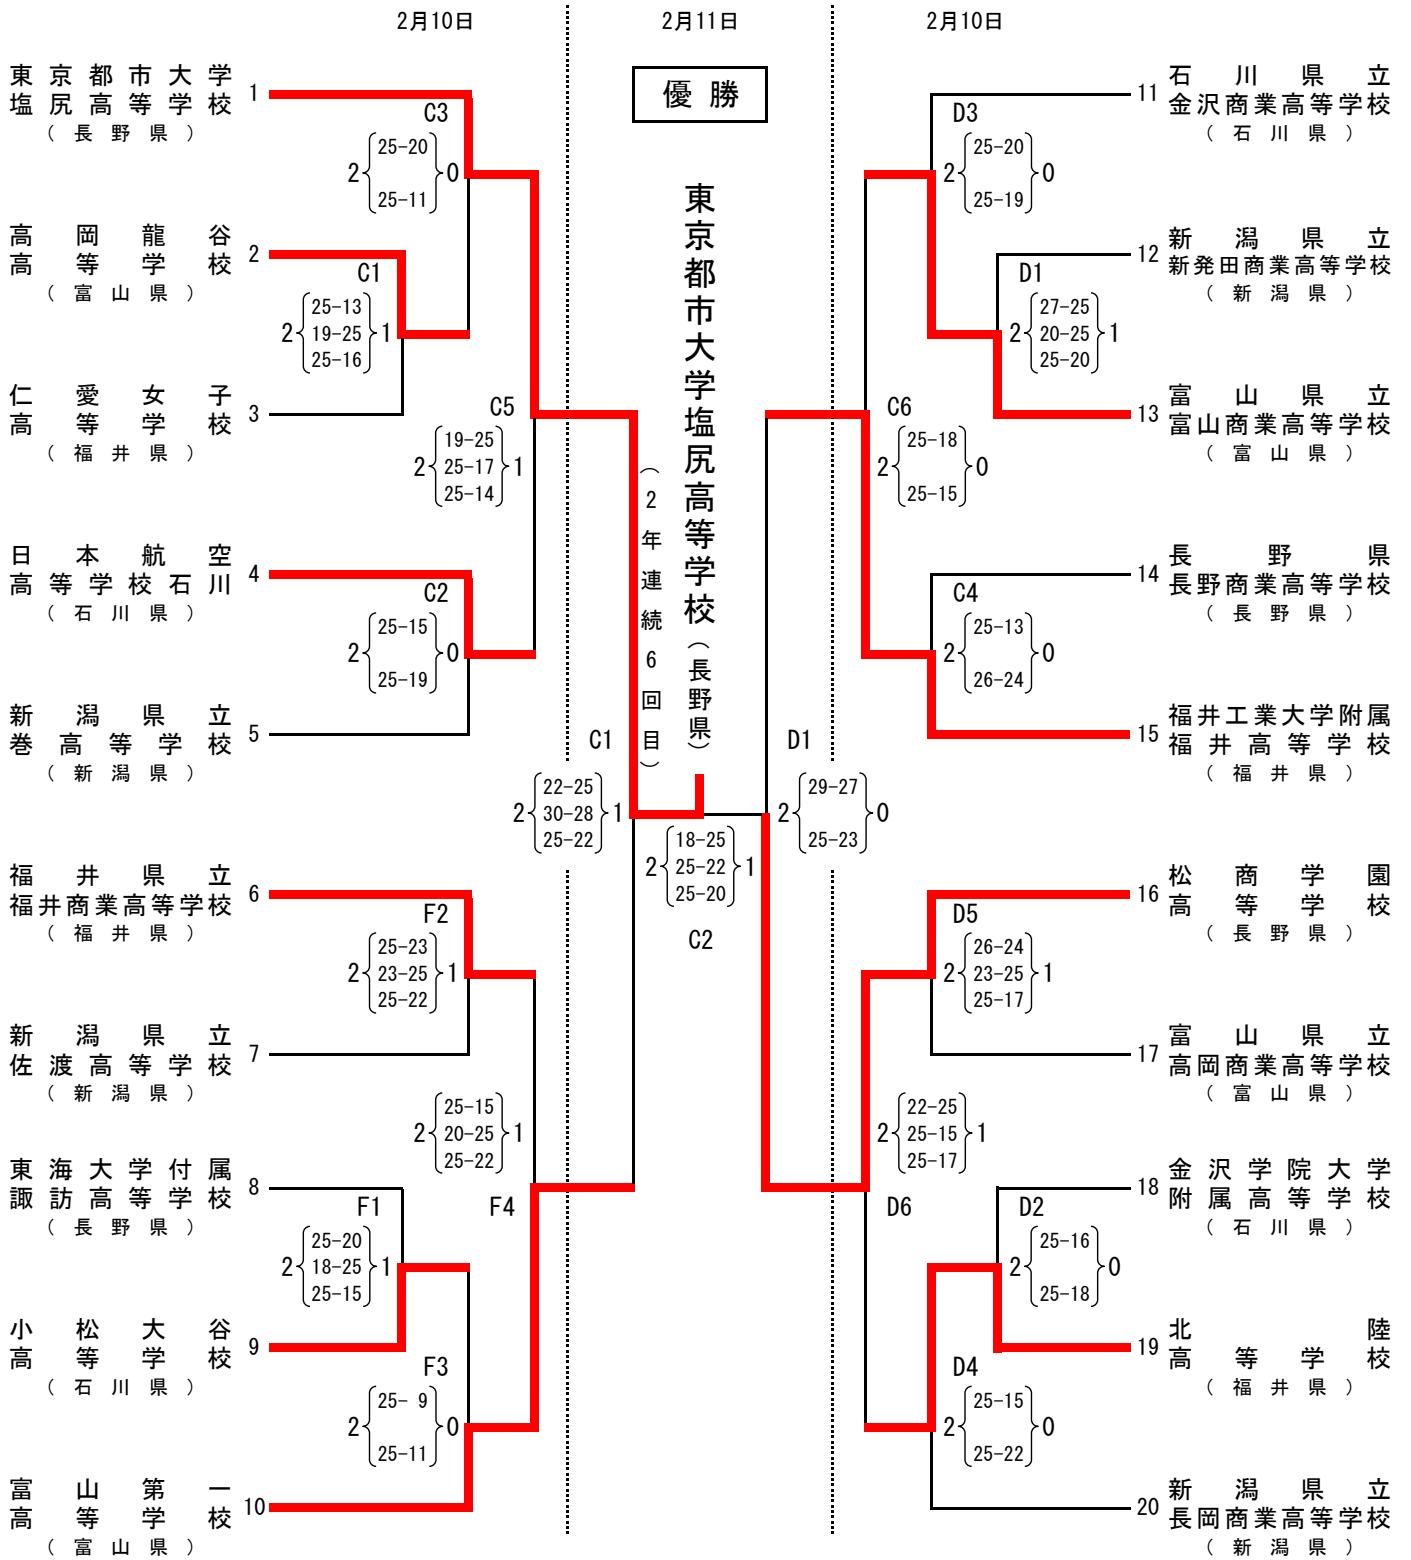 2月10日
2月11日
2月10日
優勝
東京都市大学塩尻高等学校（長野県）
（2年連続6回目）
東京都市大学
塩尻高等学校
（長野県）
1
高岡龍谷
高等学校
（富山県）
2
仁愛女子
高等学校
（福井県）
3
日本航空
高等学校石川
（石川県）
4
新潟県立
巻高等学校
（新潟県）
5
福井県立
福井商業高等学校
（福井県）
6
新潟県立
佐渡高等学校
（新潟県）
7
東海大学付属
諏訪高等学校
（長野県）
8
小松大谷
高等学校
（石川県）
9
富山第一
高等学校
（富山県）
10
C3
25-20
2 0
25-11
C1
25-13
2 19-25 1
25-16
C5
19-25
2 25-17 1
25-14
C2
25-15
2 0
25-19
F2
25-23
2 23-25 1
25-22
25-15
2 20-25 1
25-22
F4
F1
25-20
2 18-25 1
25-15
F3
25- 9
2 0
25-11
C1
22-25
2 30-28 1
25-22
18-25
2 25-22 1
25-20
C2
D1
29-27
2 0
25-23
D3
25-20
2 0
25-19
D1
27-25
2 20-25 1
25-20
C6
25-18
2 0
25-15
C4
25-13
2 0
26-24
D5
26-24
2 23-25 1
25-17
22-25
2 25-15 1
25-17
D6
D2
25-16
2 0
25-18
D4
25-15
2 0
25-22
11
石川県立
金沢商業高等学校
（石川県）
12
新潟県立
新発田商業高等学校
（新潟県）
13
富山県立
富山商業高等学校
（富山県）
14
長野県
長野商業高等学校
（長野県）
15
福井工業大学附属
福井高等学校
（福井県）
16
松商学園
高等学校
（長野県）
17
富山県立
高岡商業高等学校
（富山県）
18
金沢学院大学
附属高等学校
（石川県）
19
北陸
高等学校
（福井県）
20
新潟県立
長岡商業高等学校
（新潟県）